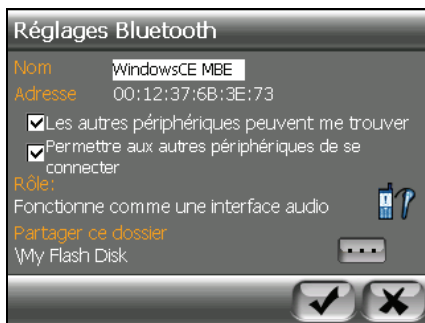 Réglages Bluetooth
Nom WindowsCE MBE
Adresse 00:12:37:6B:3E:73
Les autres périphériques peuvent me trouver
Permettre aux autres périphériques de se
connecter
Rôle:
Fonctionne comme une interface audio
Partager ce dossier
\My Flash Disk
...